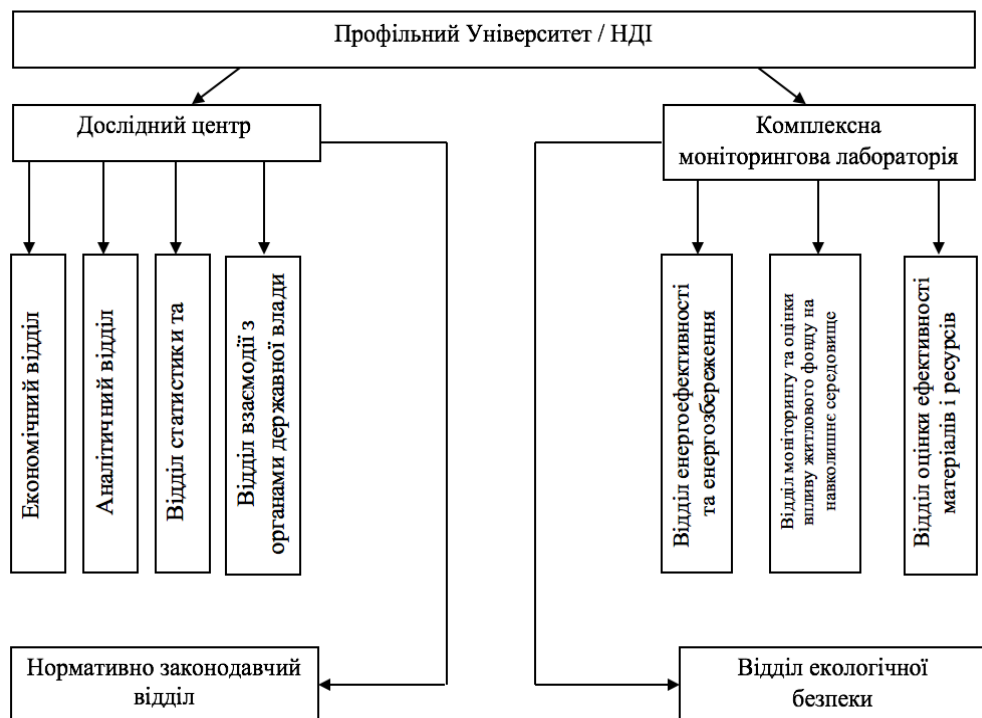 Профільний Університет / НДІ
Дослідний центр
Комплексна
моніторингова лабораторія
Економічний відділ
Аналітичний відділ
Відділ статистики та
Відділ взаємодії з
органами державної влади
Відділ енергоефективності
та енергозбереження
Відділ моніторингу та оцінки
впливу житлового фонду на
навколишнє середовище
Відділ оцінки ефективності
матеріалів і ресурсів
Нормативно законодавчий
відділ
Відділ екологічної
безпеки